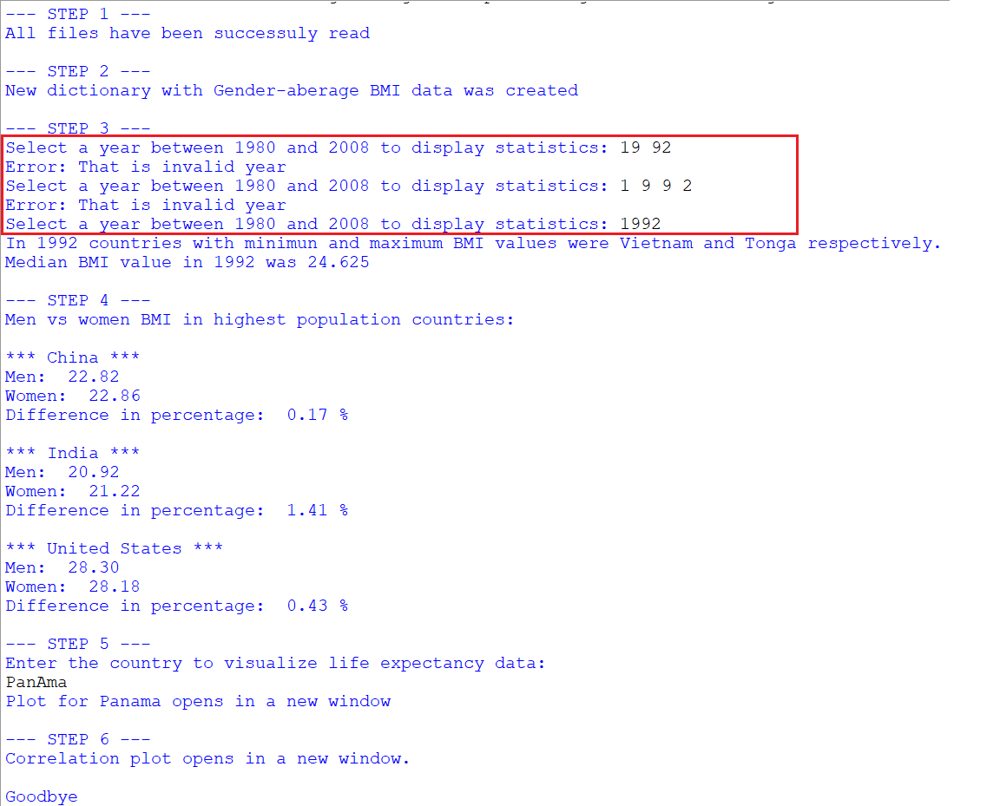 --- STEP 1 ---
All files have been successuly read
--- STEP 2 ---
New dictionary with Gender-aberage BMI data was created
--- STEP 3 ---
Select a year between 1980 and 2008 to display statistics: 19 92
Error: That is invalid year
Select a year between 1980 and 2008 to display statistics: 1 9 9 2
Error: That is invalid year
Select a year between 1980 and 2008 to display statistics: 1992
In 1992 countries with minimun and maximum BMI values were Vietnam and Tonga respectively.
Median BMI value in 1992 was 24.625
--- STEP 4 ---
Men vs women BMI in highest population countries:
*** China ***
Men:  22.82
Women:  22.86
Difference in percentage:  0.17 %
*** India ***
Men:  20.92
Women:  21.22
Difference in percentage:  1.41 %
*** United States ***
Men:  28.30
Women:  28.18
Difference in percentage:  0.43 %
--- STEP 5 ---
Enter the country to visualize life expectancy data:
PanAma
Plot for Panama opens in a new window
--- STEP 6 ---
Correlation plot opens in a new window.
Goodbye